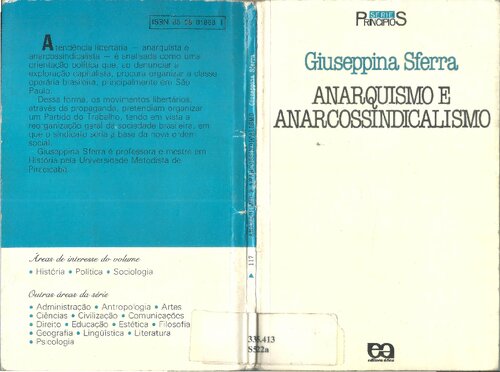 ISBN 85 08 01868 1
A tendência libertária — anarquista e
anarcossindicalista — é analisada como uma
orientação política que, ao denunciar a
exploração capitalista, procura organizar a classe
operária brasileira, principalmente em São
Paulo.
Dessa forma, os movimentos libertários,
através da propaganda, pretendiam organizar
um Partido do Trabalho, tendo em vista a
reorganização geral da sociedade brasileira, em
que o sindicato seria a base da nova ordem
social.
Giuseppina Sferra é professora e mestre em
História pela Universidade Metodista de
Piracicaba.
Áreas de interesse do volume
• História • Política • Sociologia
Outras áreas da série
• Administração • Antropologia • Artes
• Ciências • Civilização • Comunicações
• Direito • Educação • Estética • Filosofia
• Geografia • Lingüística • Literatura
• Psicologia
Giuseppina Sferra
117
SÉRIE
PRINCÍPIOS
Giuseppina Sferra
ANARQUISMO E
ANARCOSSINDICALISMO
S522a
editora ática